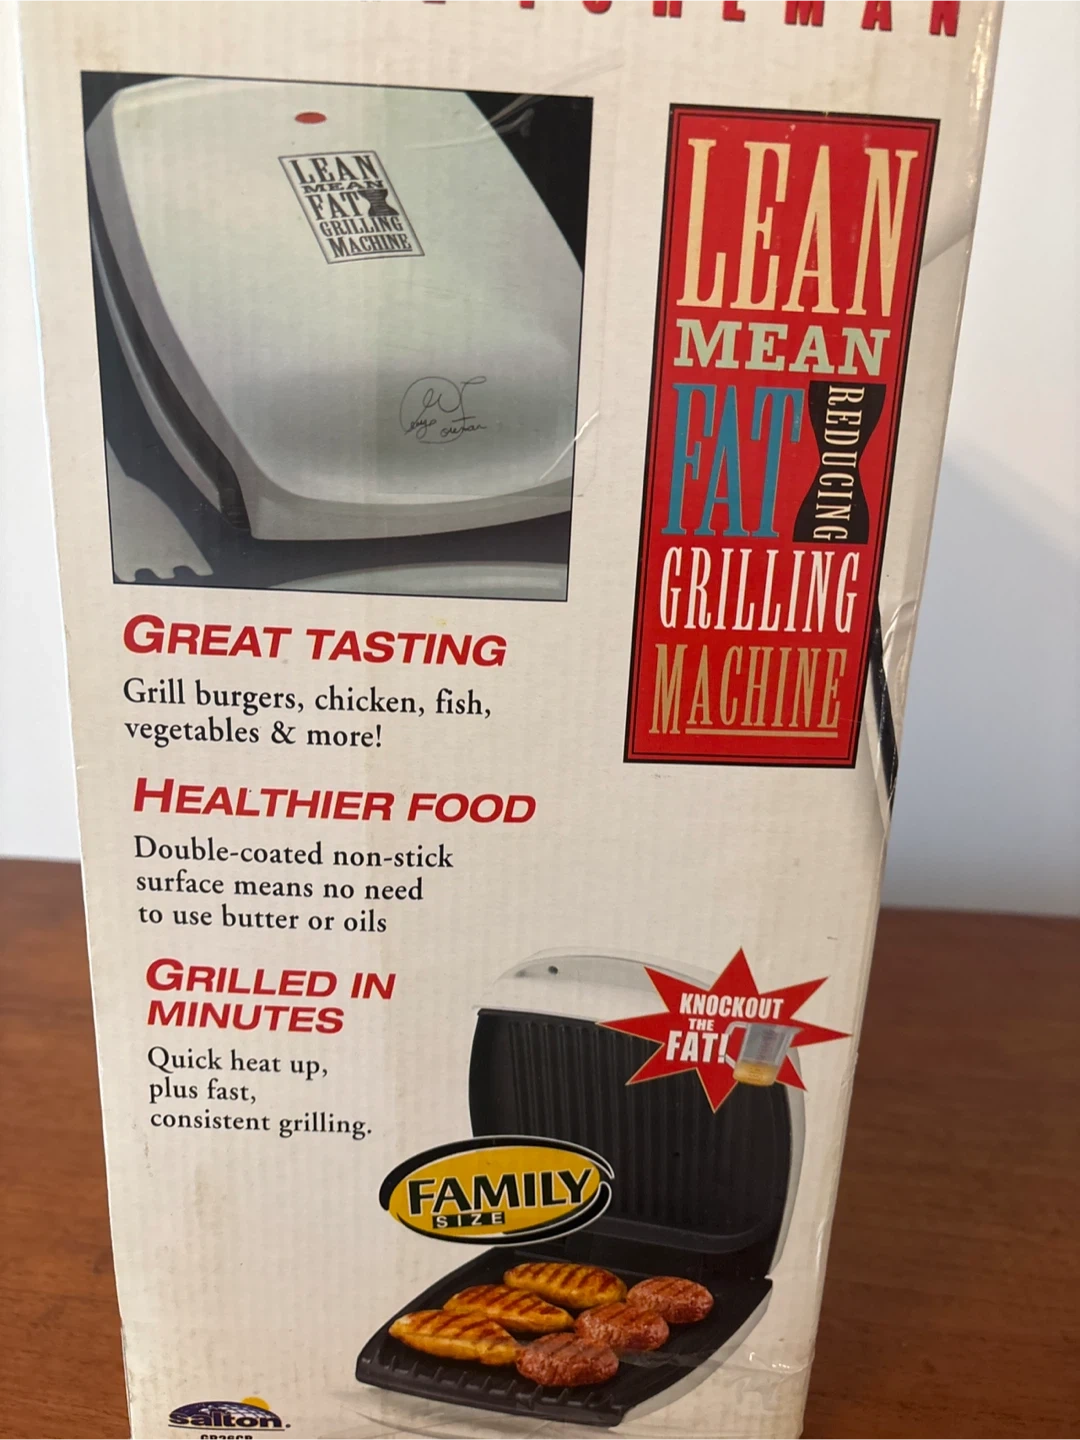 FOREMAN
LEAN
MEAN
FAT
GRILLING
MACHINE
LEAN
MEAN
FAT REDUCING
GRILLING
MACHINE
GREAT TASTING
Grill burgers, chicken, fish,
vegetables & more!
HEALTHIER FOOD
Double-coated non-stick
surface means no need
to use butter or oils
GRILLED IN
MINUTES
Quick heat up,
plus fast,
consistent grilling.
KNOCKOUT
THE
FAT!
FAMILY
SIZE
salton.